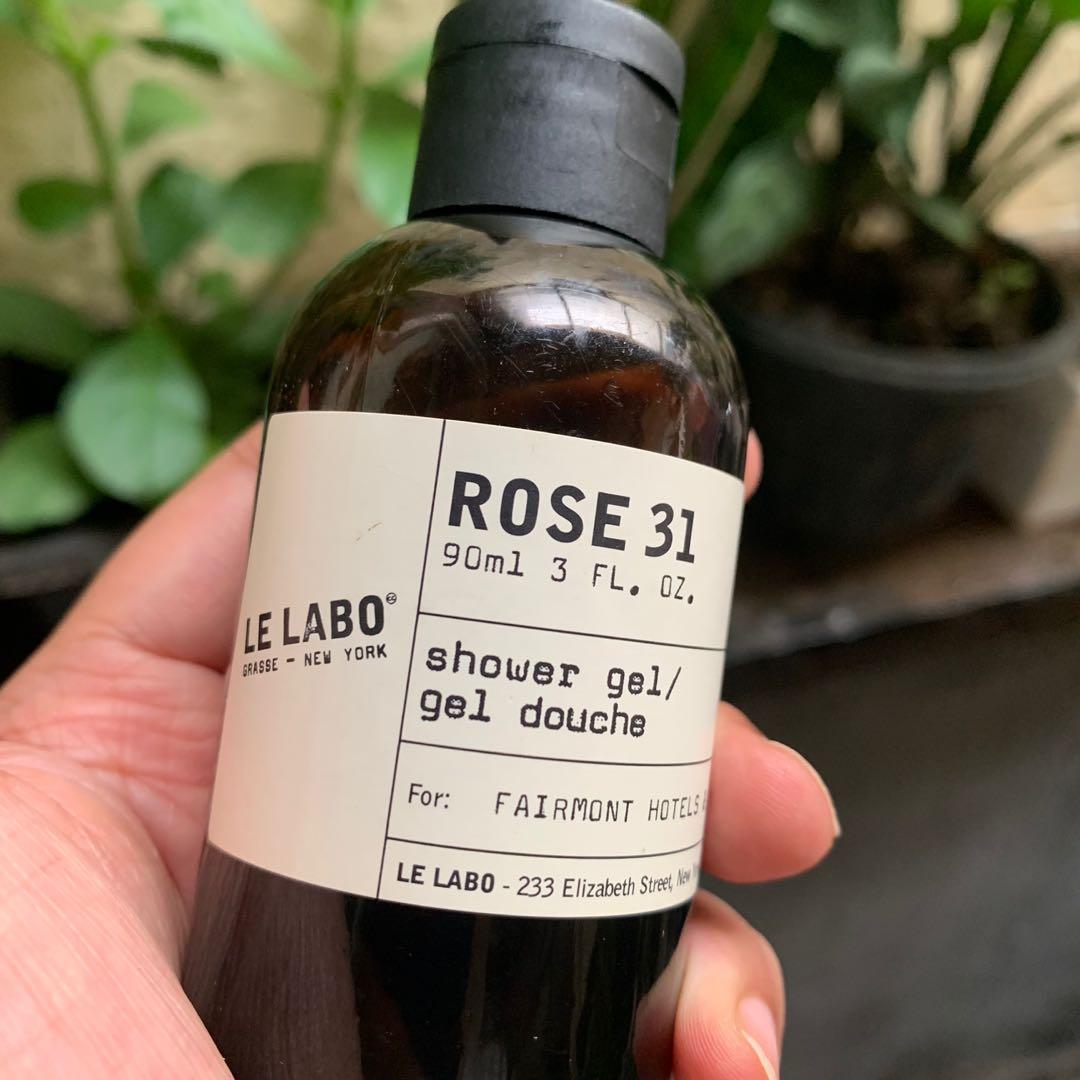 LE LABO
GRASSE - NEW YORK
ROSE 31
90ml 3 FL. OZ.
shower gel/
gel douche
For: FAIRMONT HOTELS
LE LABO - 233 Elizabeth Street, New